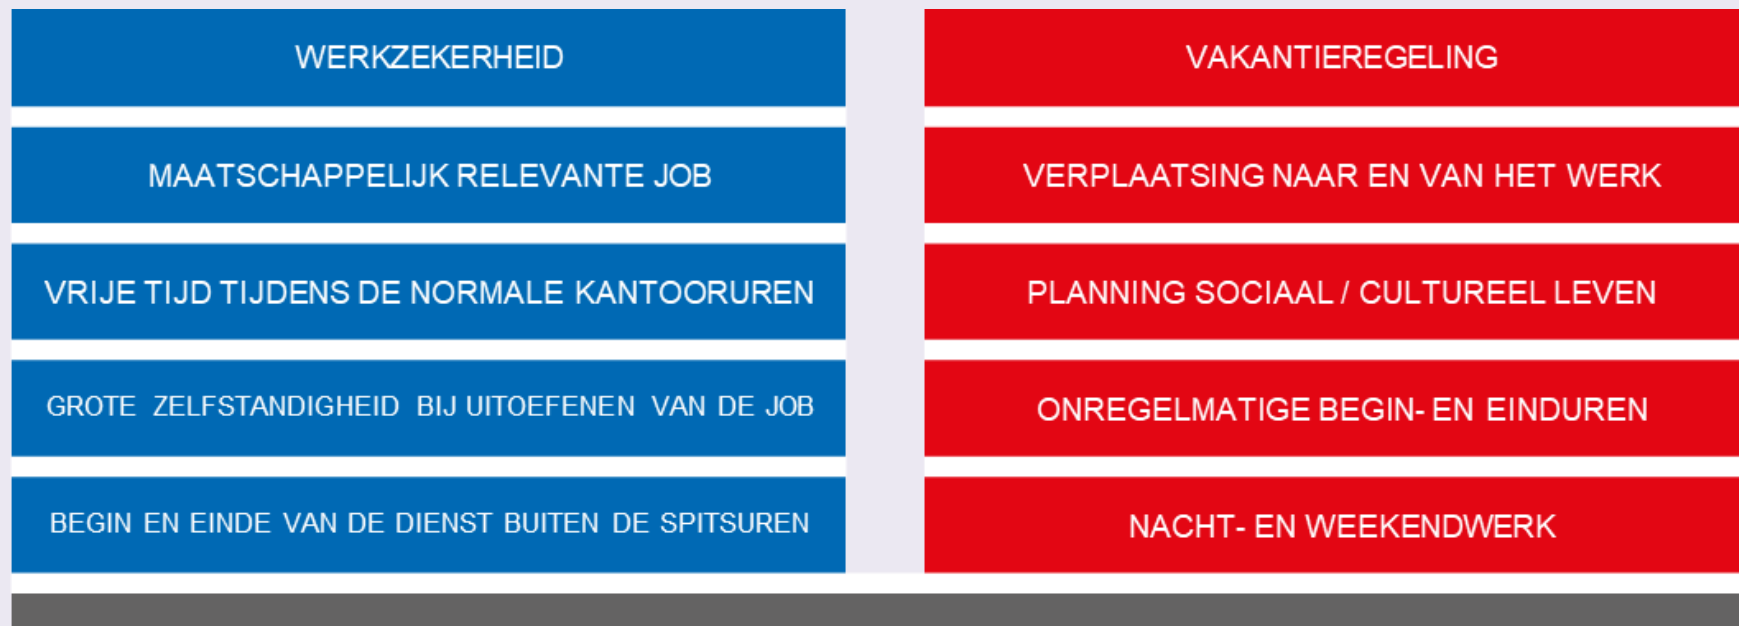 WERKZEKERHEID
MAATSCHAPPELIJK RELEVANTE JOB
VRIJE TIJD TIJDENS DE NORMALE KANTOORUREN
GROTE ZELFSTANDIGHEID BIJ UITOEFENEN VAN DE JOB
BEGIN EN EINDE VAN DE DIENST BUITEN DE SPITSUREN
VAKANTIEREGELING
VERPLAATSING NAAR EN VAN HET WERK
PLANNING SOCIAAL / CULTUREEL LEVEN
ONREGELMATIGE BEGIN- EN EINDUREN
NACHT- EN WEEKENDWERK